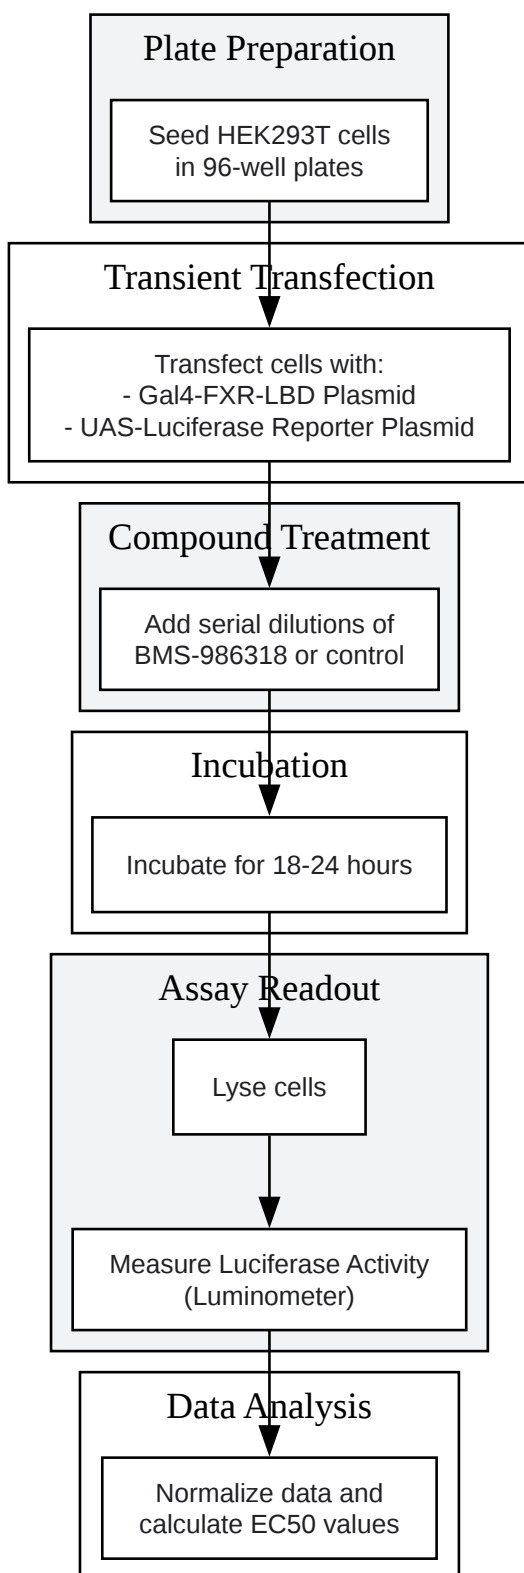 Plate Preparation
Seed HEK293T cells
in 96-well plates
Transient Transfection
Transfect cells with:
- Gal4-FXR-LBD Plasmid
- UAS-Luciferase Reporter Plasmid
Compound Treatment
Add serial dilutions of
BMS-986318 or control
Incubation
Incubate for 18-24 hours
Assay Readout
Lyse cells
Measure Luciferase Activity
(Luminometer)
Data Analysis
Normalize data and
calculate EC50 values